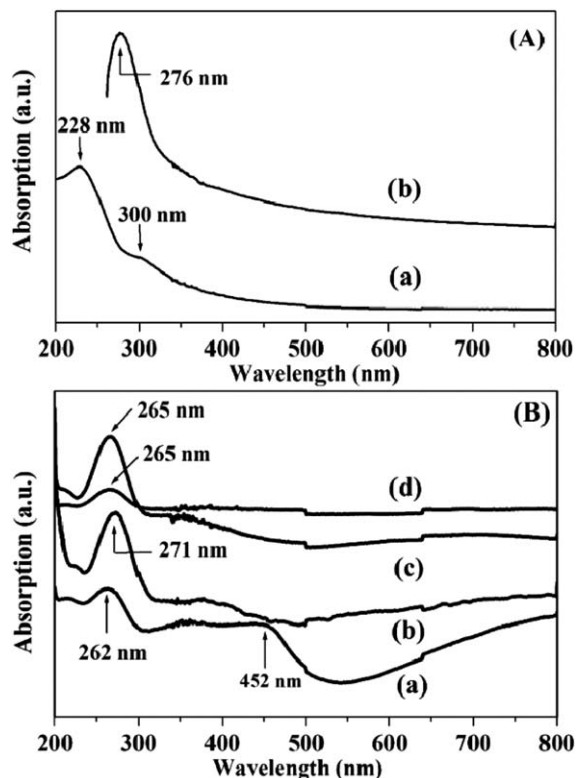 (A)
276 nm
228 nm
300 nm
(b)
(a)
Absorption (a.u.)
200 300 400 500 600 700 800
Wavelength (nm)
(B)
265 nm
265 nm
(d)
271 nm
(c)
(b)
262 nm
452 nm
(a)
Absorption (a.u.)
200 300 400 500 600 700 800
Wavelength (nm)